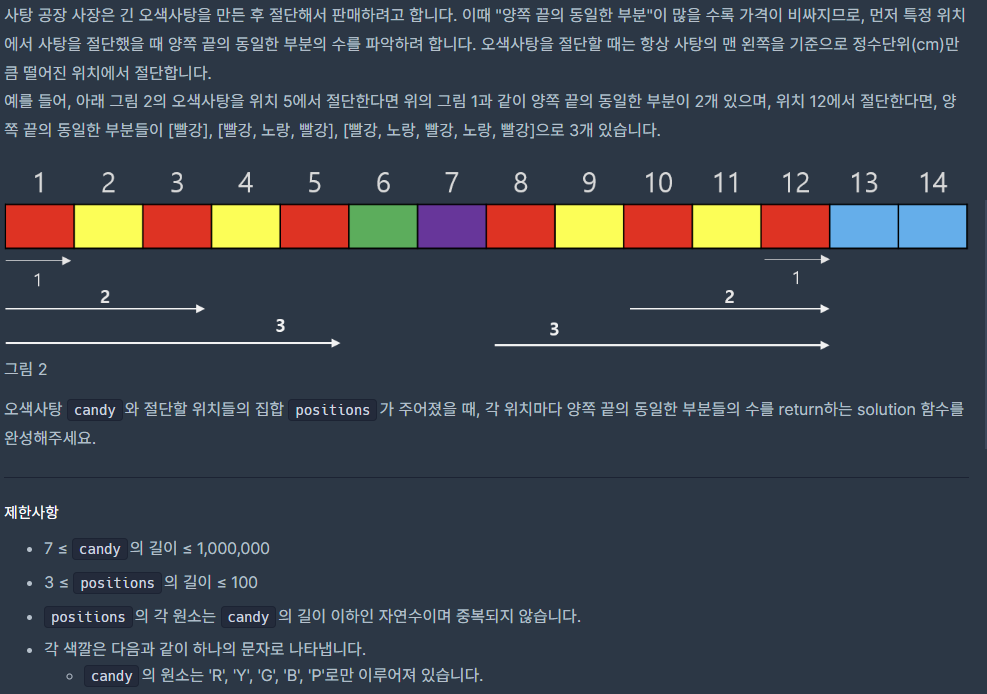 사탕 공장 사장은 긴 오색사탕을 만든 후 절단해서 판매하려고 합니다. 이때 "양쪽 끝의 동일한 부분"이 많을 수록 가격이 비싸지므로, 먼저 특정 위치
에서 사탕을 절단했을 때 양쪽 끝의 동일한 부분의 수를 파악하려 합니다. 오색사탕을 절단할 때는 항상 사탕의 맨 왼쪽을 기준으로 정수단위(cm)만
큼 떨어진 위치에서 절단합니다.
예를 들어, 아래 그림 2의 오색사탕을 위치 5에서 절단한다면 위의 그림 1과 같이 양쪽 끝의 동일한 부분이 2개 있으며, 위치 12에서 절단한다면, 양
쪽 끝의 동일한 부분들이 [빨강], [빨강, 노랑, 빨강], [빨강, 노랑, 빨강, 노랑, 빨강]으로 3개 있습니다.
1 2 3 4 5 6 7 8 9 10 11 12 13 14
1 1
2 2
3 3
그림 2
오색사탕 candy 와 절단할 위치들의 집합 positions 가 주어졌을 때, 각 위치마다 양쪽 끝의 동일한 부분들의 수를 return하는 solution 함수를
완성해주세요.
제한사항
• 7 ≤ candy 의 길이 ≤ 1,000,000
• 3 ≤ positions 의 길이 ≤ 100
• positions 의 각 원소는 candy 의 길이 이하인 자연수이며 중복되지 않습니다.
• 각 색깔은 다음과 같이 하나의 문자로 나타냅니다.
◦ candy 의 원소는 'R', 'Y', 'G', 'B', 'P'로만 이루어져 있습니다.